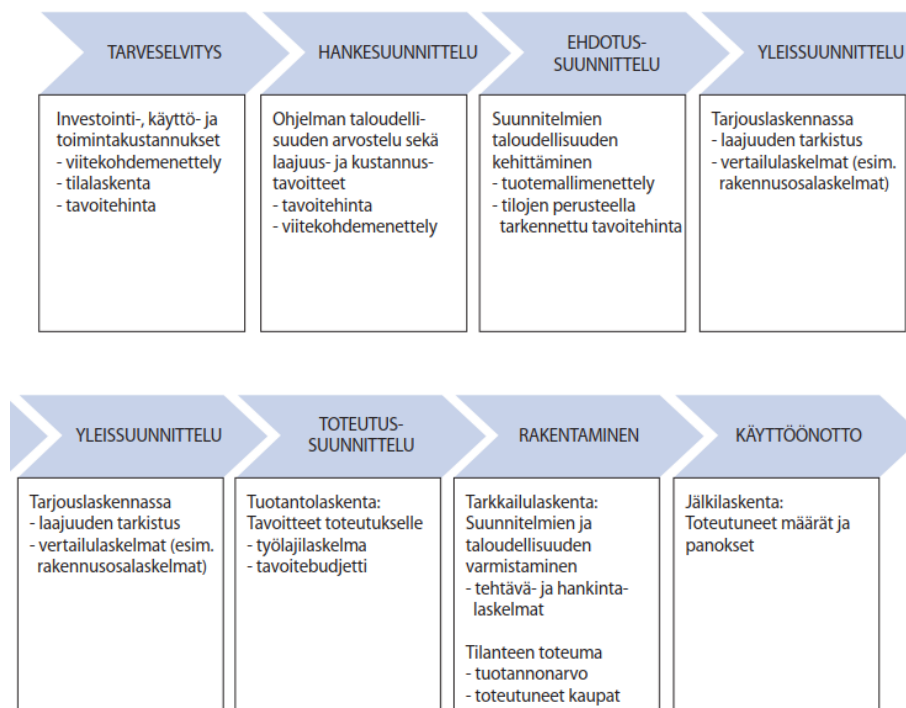 TARVESELVITYS
Investointi-, käyttö- ja
toimintakustannukset
- viitekohdemenettely
- tilalaskenta
- tavoitehinta
HANKESUUNNITTELU
Ohjelman taloudelli-
suuden arvostelu sekä
laajuus- ja kustannus-
tavoitteet
- tavoitehinta
- viitekohdemenettely
EHDOTUS-
SUUNNITTELU
Suunnitelmien
taloudellisuuden
kehittäminen
- tuotemallimenettely
- tilojen perusteella
tarkennettu tavoitehinta
YLEISSUUNNITTELU
Tarjouslaskennassa
- laajuuden tarkistus
- vertailulaskelmat (esim.
rakennusosalaskelmat)
YLEISSUUNNITTELU
Tarjouslaskennassa
- laajuuden tarkistus
- vertailulaskelmat (esim.
rakennusosalaskelmat)
TOTEUTUS-
SUUNNITTELU
Tuotantolaskenta:
Tavoitteet toteutukselle
- työlajilaskelma
- tavoitebudjetti
RAKENTAMINEN
Tarkkailulaskenta:
Suunnitelmien ja
taloudellisuuden
varmistaminen
- tehtävä- ja hankinta-
laskelmat
Tilanteen toteuma
- tuotannonarvo
- toteutuneet kaupat
KÄYTTÖÖNOTTO
Jälkilaskenta:
Toteutuneet määrät ja
panokset